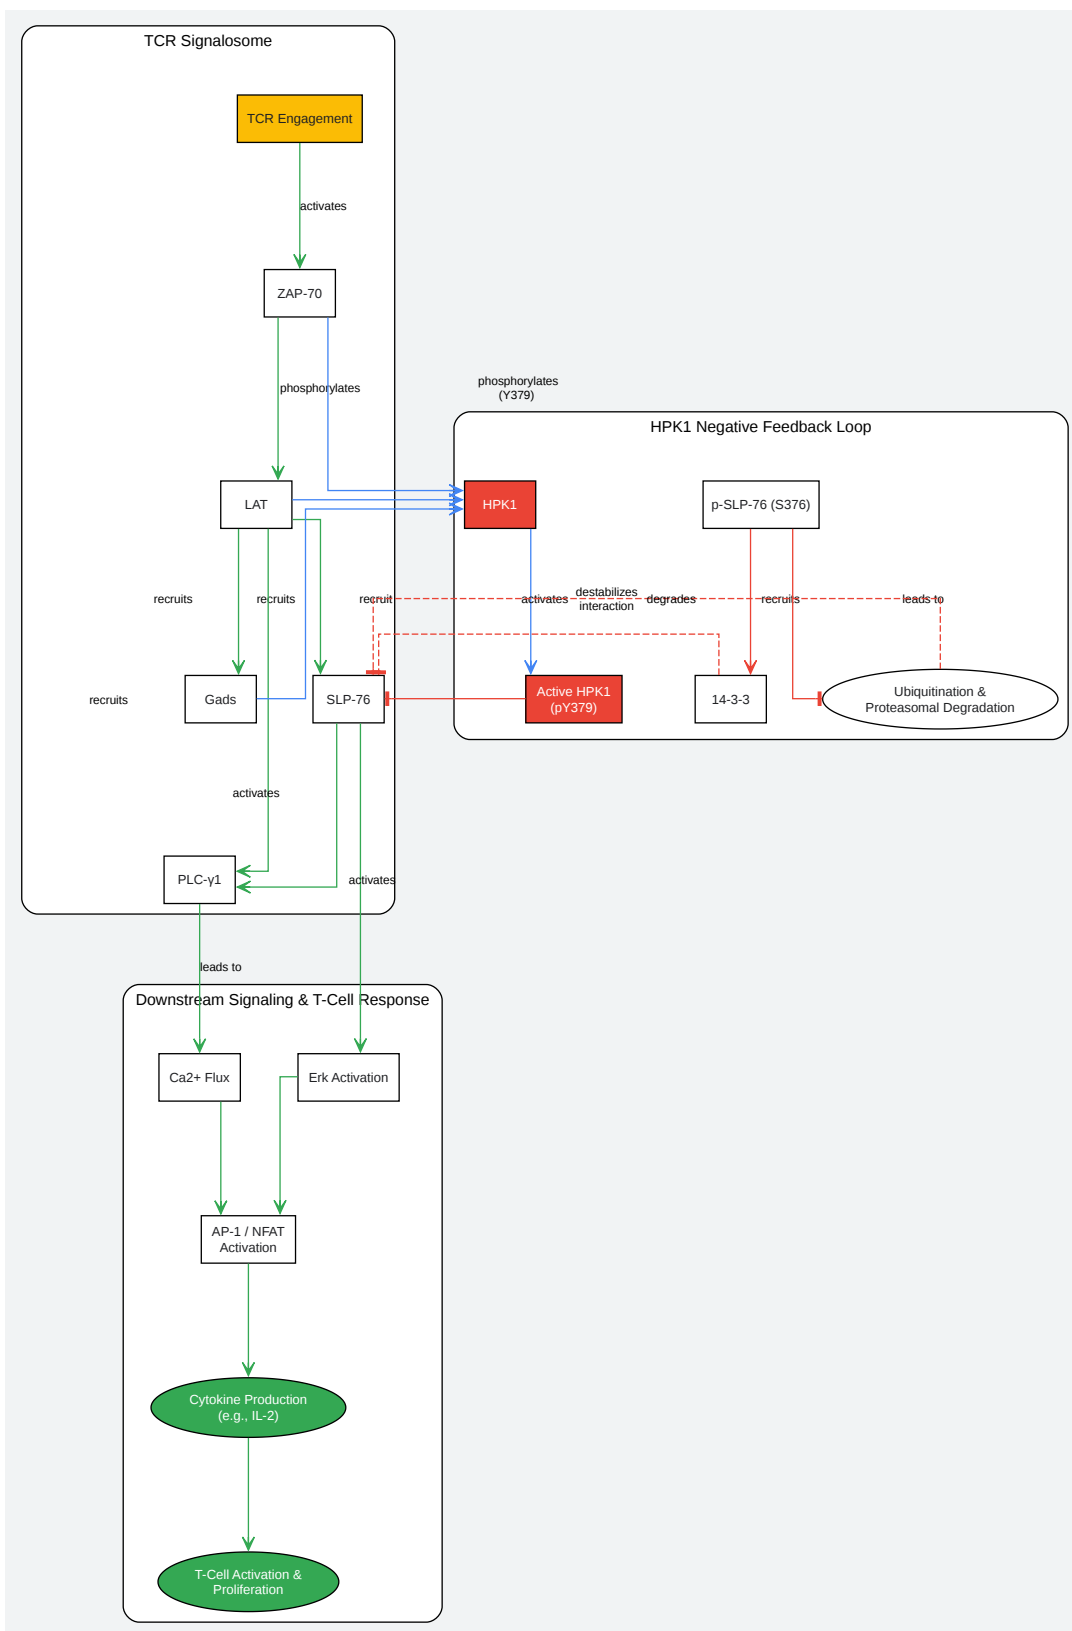 TCR Signalosome
TCR Engagement
activates
ZAP-70
phosphorylates
phosphorylates
(Y379)
HPK1 Negative Feedback Loop
LAT
HPK1
p-SLP-76 (S376)
recruits
recruits
recruit
activates
destabilizes
interaction
degrades
recruits
leads to
recruits
Gads
SLP-76
Active HPK1
(pY379)
14-3-3
Ubiquitination &
Proteasomal Degradation
activates
PLC-γ1
activates
leads to
Downstream Signaling & T-Cell Response
Ca2+ Flux
Erk Activation
AP-1 / NFAT
Activation
Cytokine Production
(e.g., IL-2)
T-Cell Activation &
Proliferation